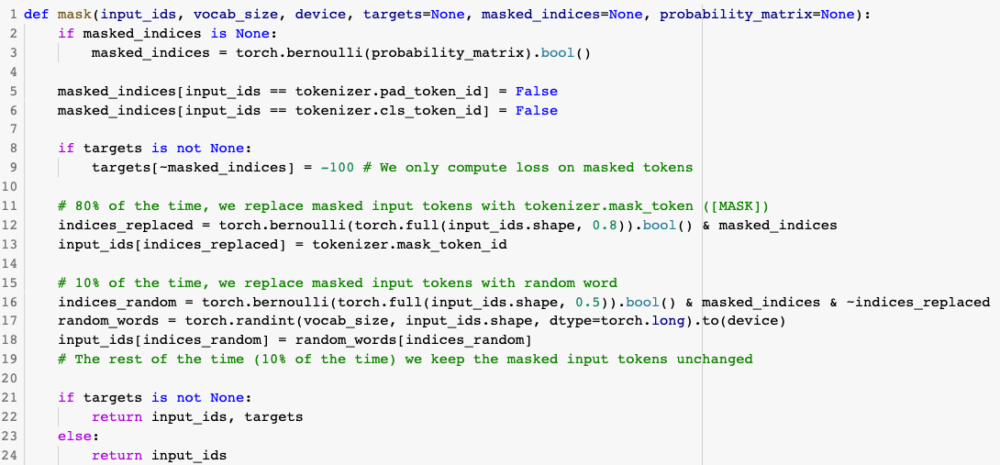 1 def mask(input_ids, vocab_size, device, targets=None, masked_indices=None, probability_matrix=None):
2     if masked_indices is None:
3         masked_indices = torch.bernoulli(probability_matrix).bool()
4
5     masked_indices[input_ids == tokenizer.pad_token_id] = False
6     masked_indices[input_ids == tokenizer.cls_token_id] = False
7
8     if targets is not None:
9         targets[~masked_indices] = -100 # We only compute loss on masked tokens
10
11     # 80% of the time, we replace masked input tokens with tokenizer.mask_token ([MASK])
12     indices_replaced = torch.bernoulli(torch.full(input_ids.shape, 0.8)).bool() & masked_indices
13     input_ids[indices_replaced] = tokenizer.mask_token_id
14
15     # 10% of the time, we replace masked input tokens with random word
16     indices_random = torch.bernoulli(torch.full(input_ids.shape, 0.5)).bool() & masked_indices & ~indices_replaced
17     random_words = torch.randint(vocab_size, input_ids.shape, dtype=torch.long).to(device)
18     input_ids[indices_random] = random_words[indices_random]
19     # The rest of the time (10% of the time) we keep the masked input tokens unchanged
20
21     if targets is not None:
22         return input_ids, targets
23     else:
24         return input_ids